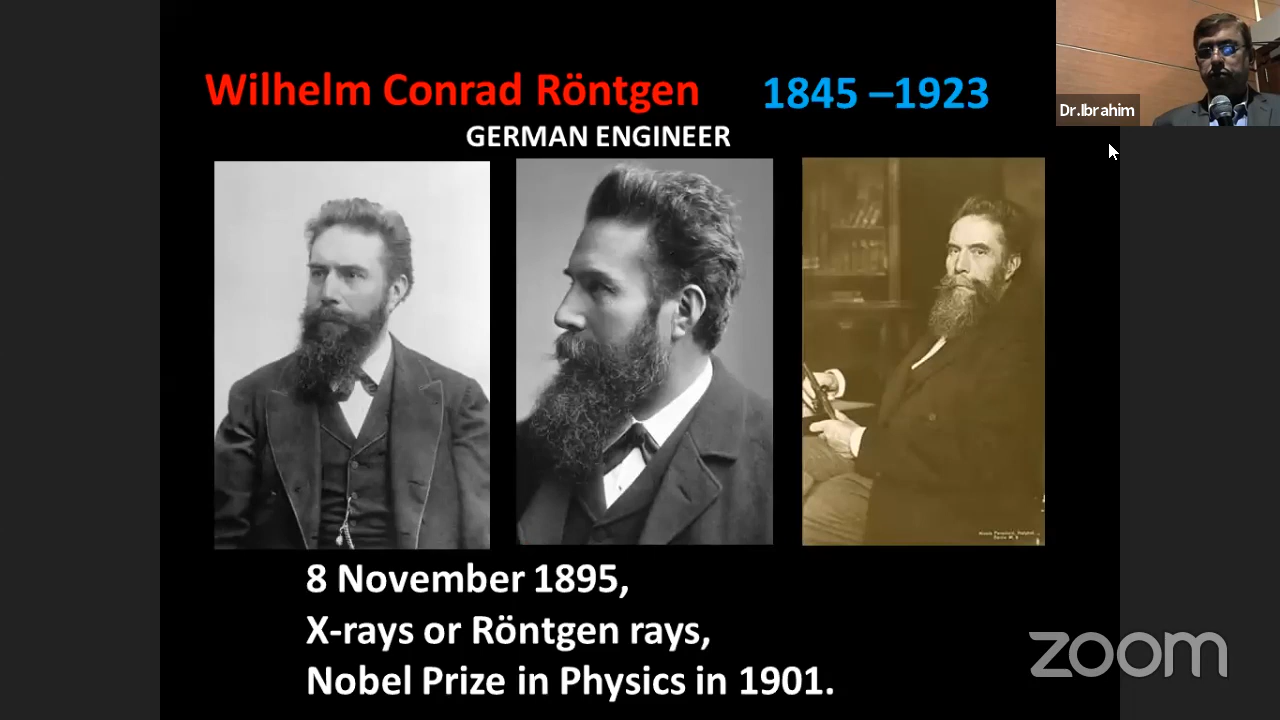 Wilhelm Conrad Röntgen 1845 –1923
GERMAN ENGINEER
Dr.Ibrahim
8 November 1895,
X-rays or Röntgen rays,
Nobel Prize in Physics in 1901.
zoom